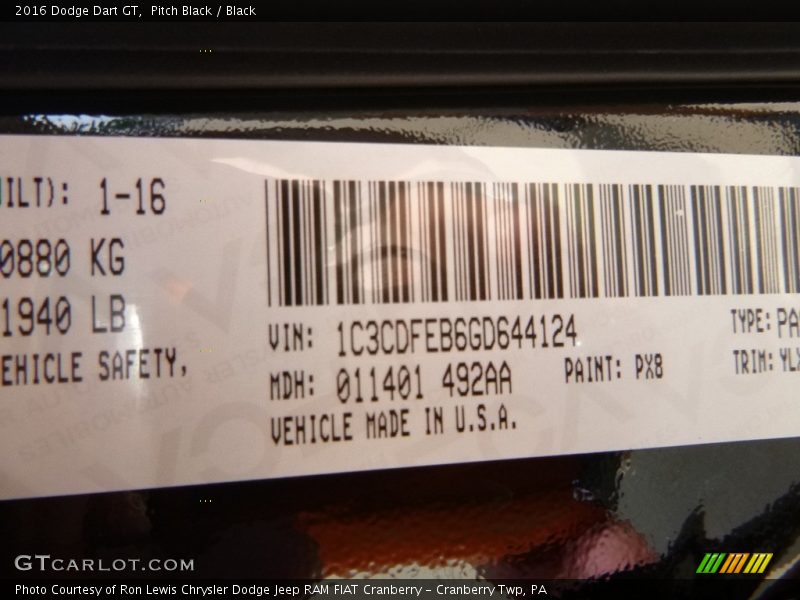 2016 Dodge Dart GT, Pitch Black / Black
UILT): 1-16
0880 KG
1940 LB
EHICLE SAFETY,
VIN: 1C3CDFEB6GD644124
MDH: 011401 492AA
PAINT: PX8
VEHICLE MADE IN U.S.A.
TYPE: PA
TRIM: YLX
GTCARLOT.COM
Photo Courtesy of Ron Lewis Chrysler Dodge Jeep RAM FIAT Cranberry – Cranberry Twp, PA